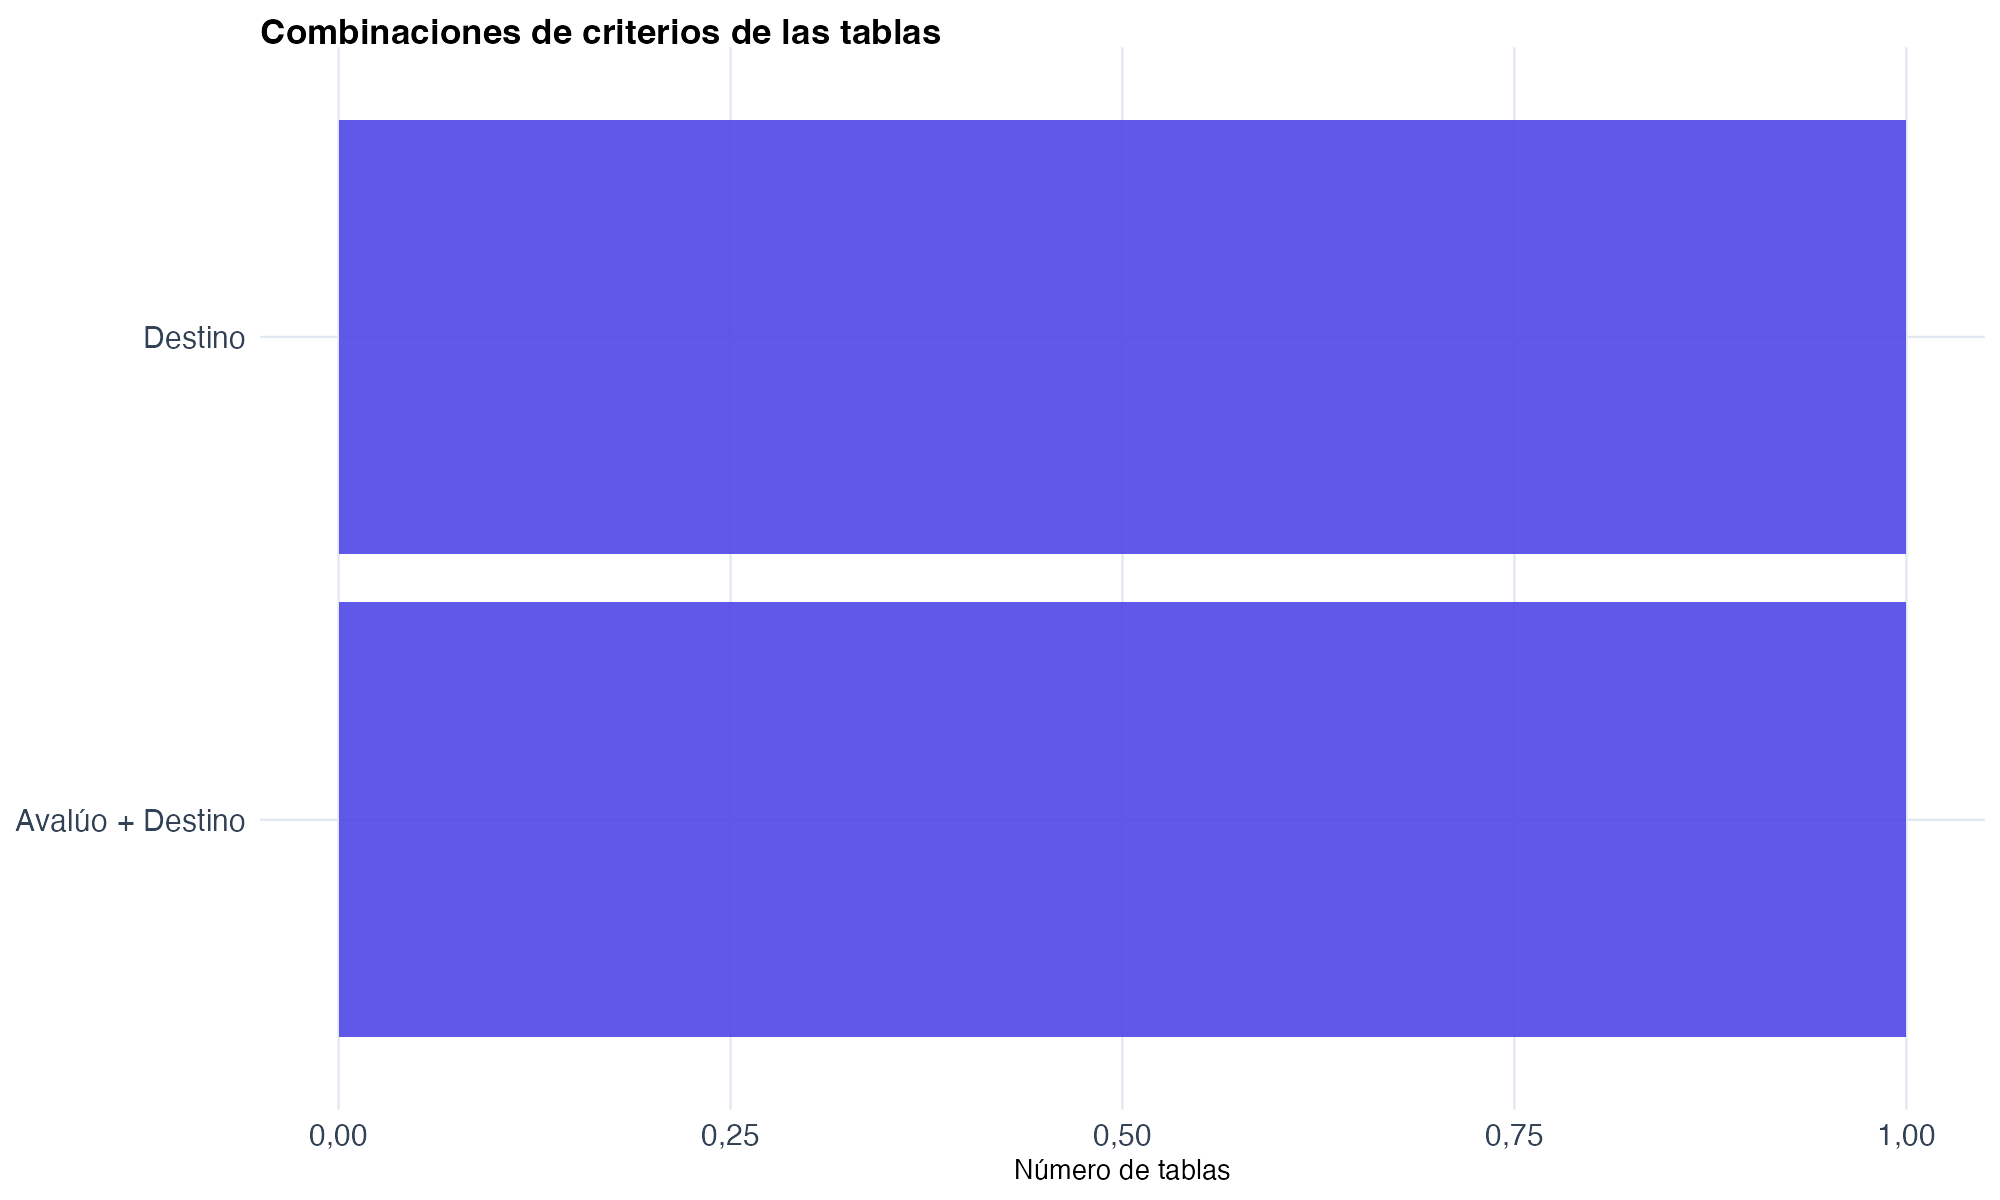 Combinaciones de criterios de las tablas
Destino
Avalúo + Destino
0,00 0,25 0,50 0,75 1,00
Número de tablas